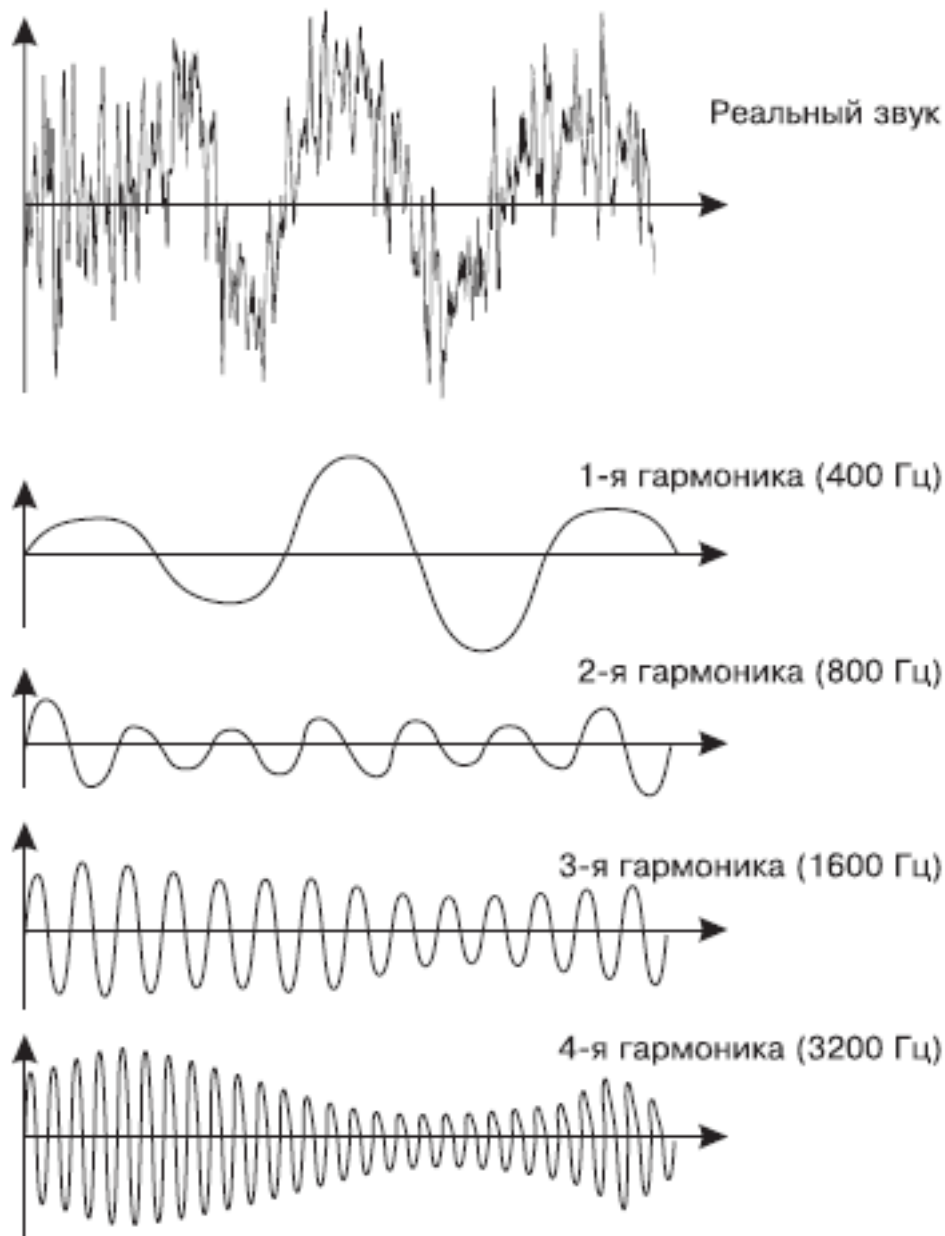 Реальный звук
1-я гармоника (400 Гц)
2-я гармоника (800 Гц)
3-я гармоника (1600 Гц)
4-я гармоника (3200 Гц)